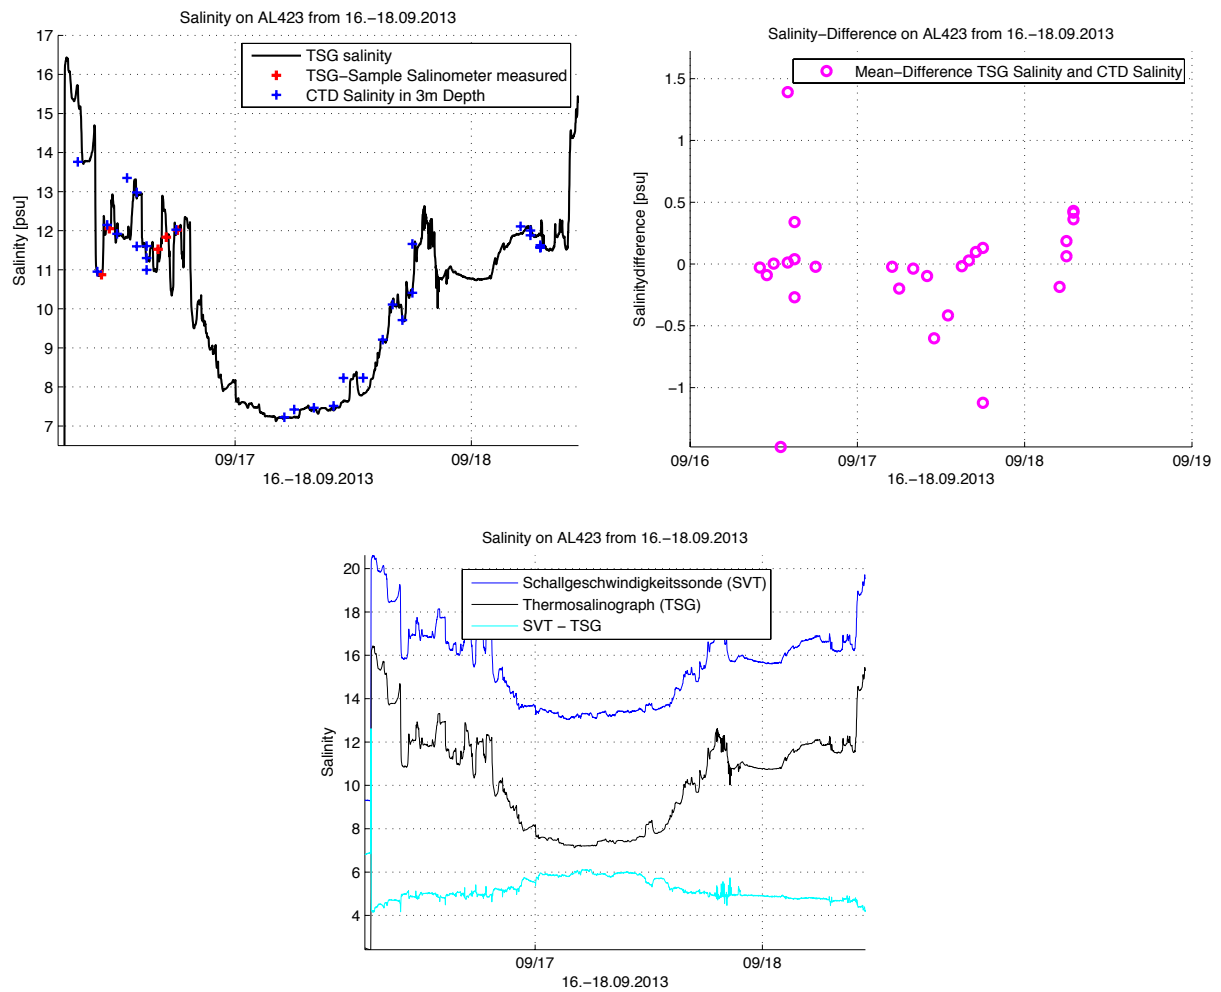 Salinity on AL423 from 16.−18.09.2013
17
16
15
14
13
12
11
10
9
8
7
Salinity [psu]
TSG salinity
TSG−Sample Salinometer measured
CTD Salinity in 3m Depth
09/17
09/18
16.−18.09.2013
Salinity−Difference on AL423 from 16.−18.09.2013
1.5
1
0.5
0
−0.5
−1
Salinitydifference [psu]
Mean−Difference TSG Salinity and CTD Salinity
09/16
09/17
09/18
09/19
16.−18.09.2013
Salinity on AL423 from 16.−18.09.2013
20
18
16
14
12
10
8
6
4
Salinity
Schallgeschwindigkeitssonde (SVT)
Thermosalinograph (TSG)
SVT − TSG
09/17
09/18
16.−18.09.2013